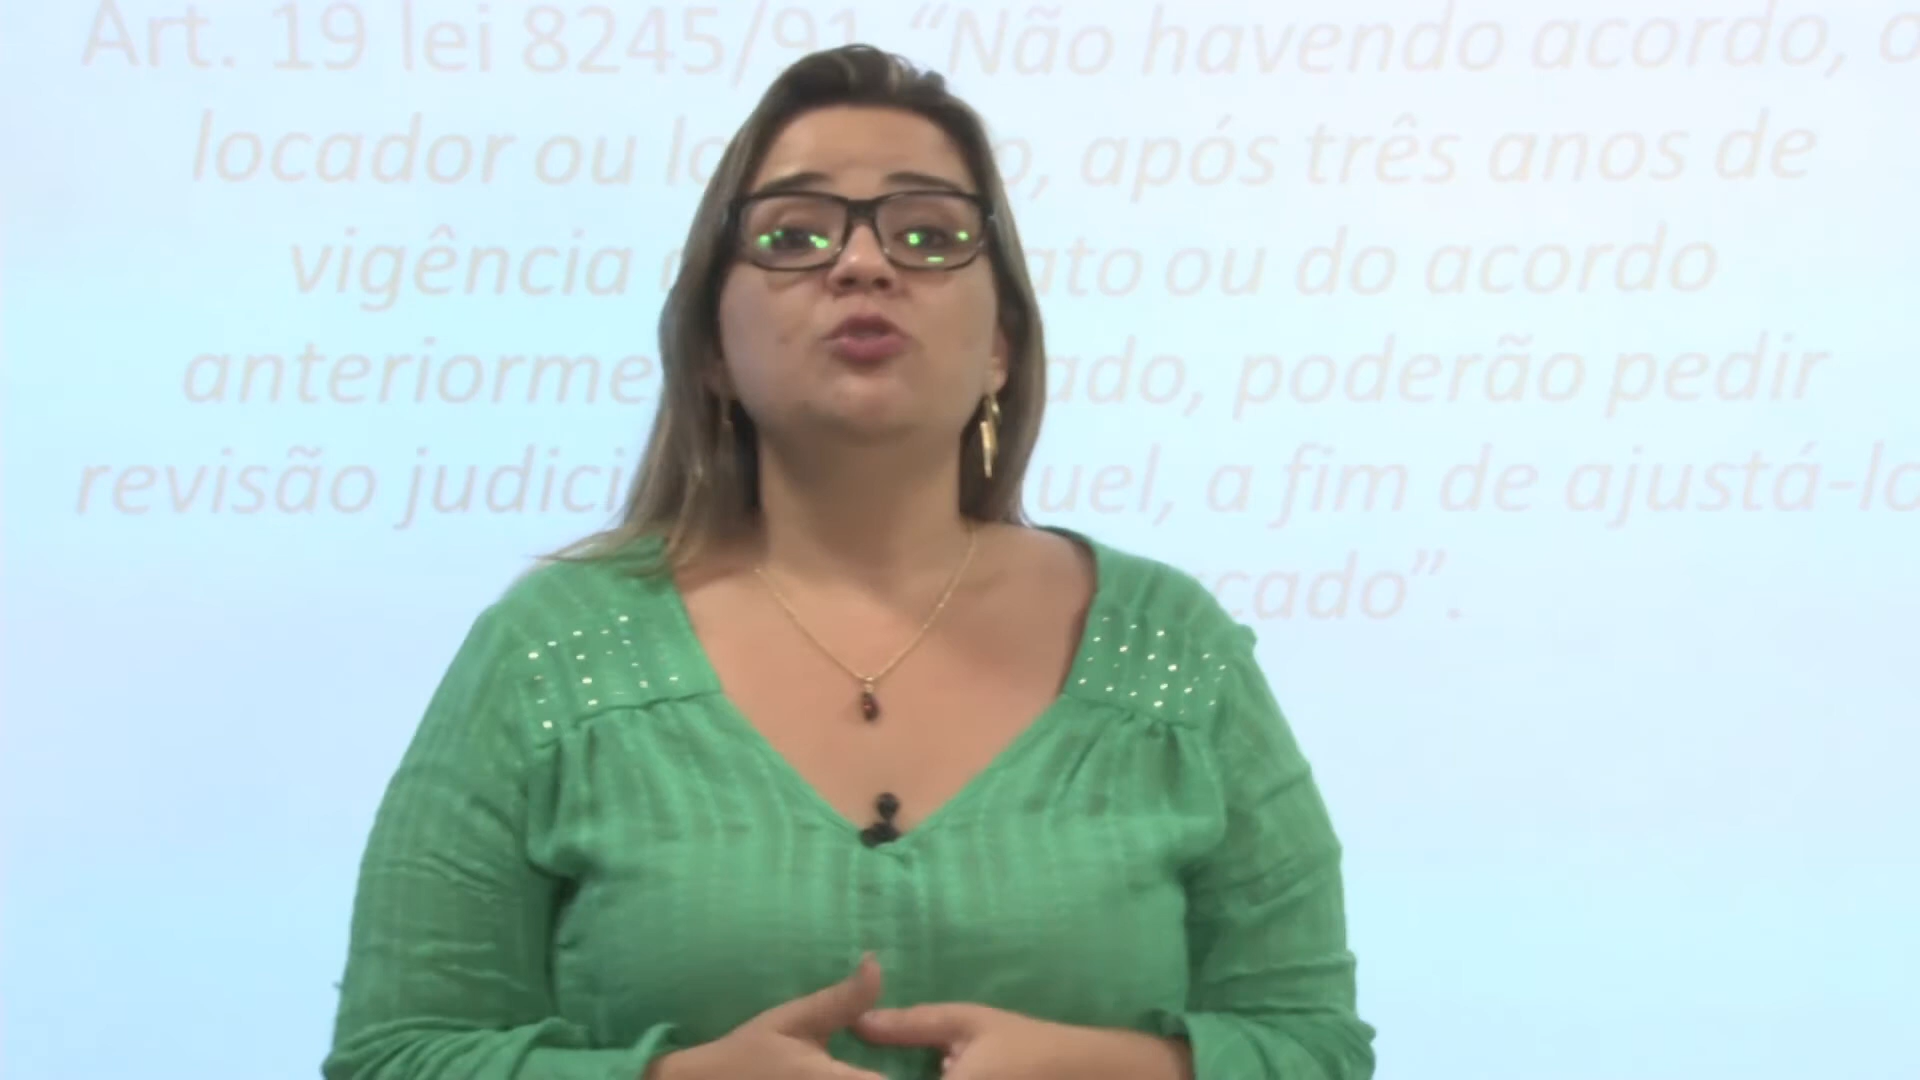 Art. 19 lei 8245/91 “Não havendo acordo, o
locador ou lo o, após três anos de
vigência ato ou do acordo
anteriorme ado, poderão pedir
revisão judici uel, a fim de ajustá-lo
rcado”.